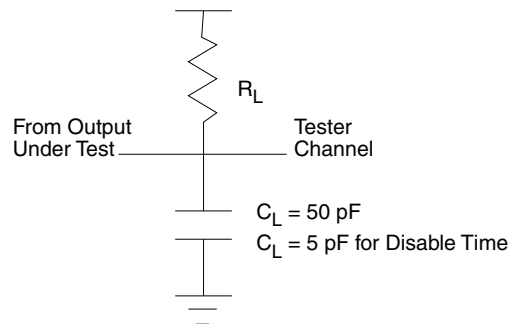 R_L
From Output
Under Test
Tester
Channel
C_L = 50 pF
C_L = 5 pF for Disable Time